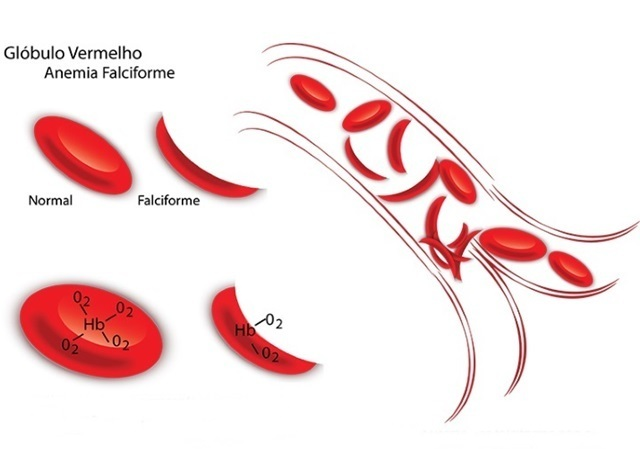 Glóbulo Vermelho
Anemia Falciforme
Normal
Falciforme
O2
O2
Hb
O2
O2
Hb
O2
O2